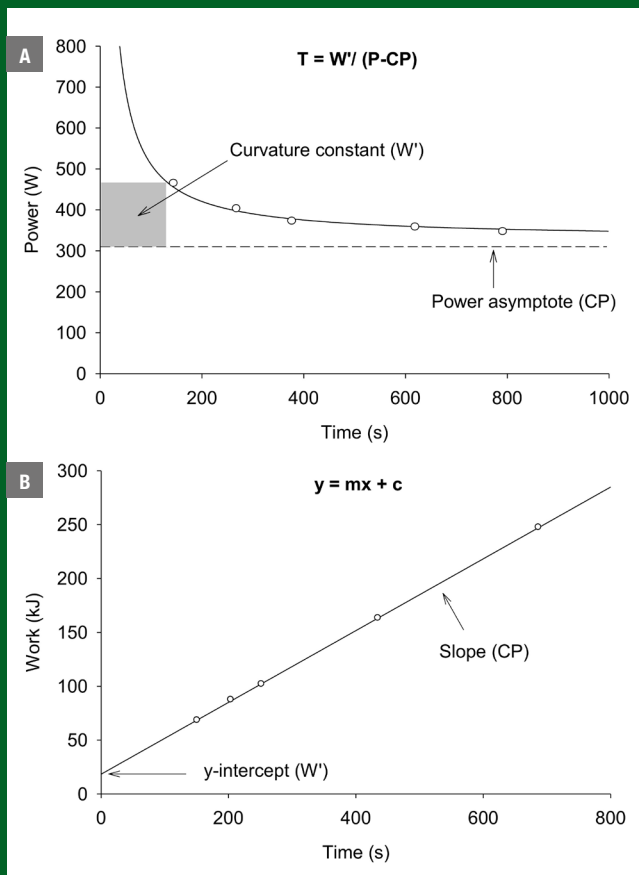 A
T = W'/ (P-CP)
800
700
600
500
400
300
200
100
0
Power (W)
Curvature constant (W')
Power asymptote (CP)
0 200 400 600 800 1000
Time (s)
B
y = mx + c
300
250
200
150
100
50
0
Work (kJ)
Slope (CP)
y-intercept (W')
0 200 400 600 800
Time (s)